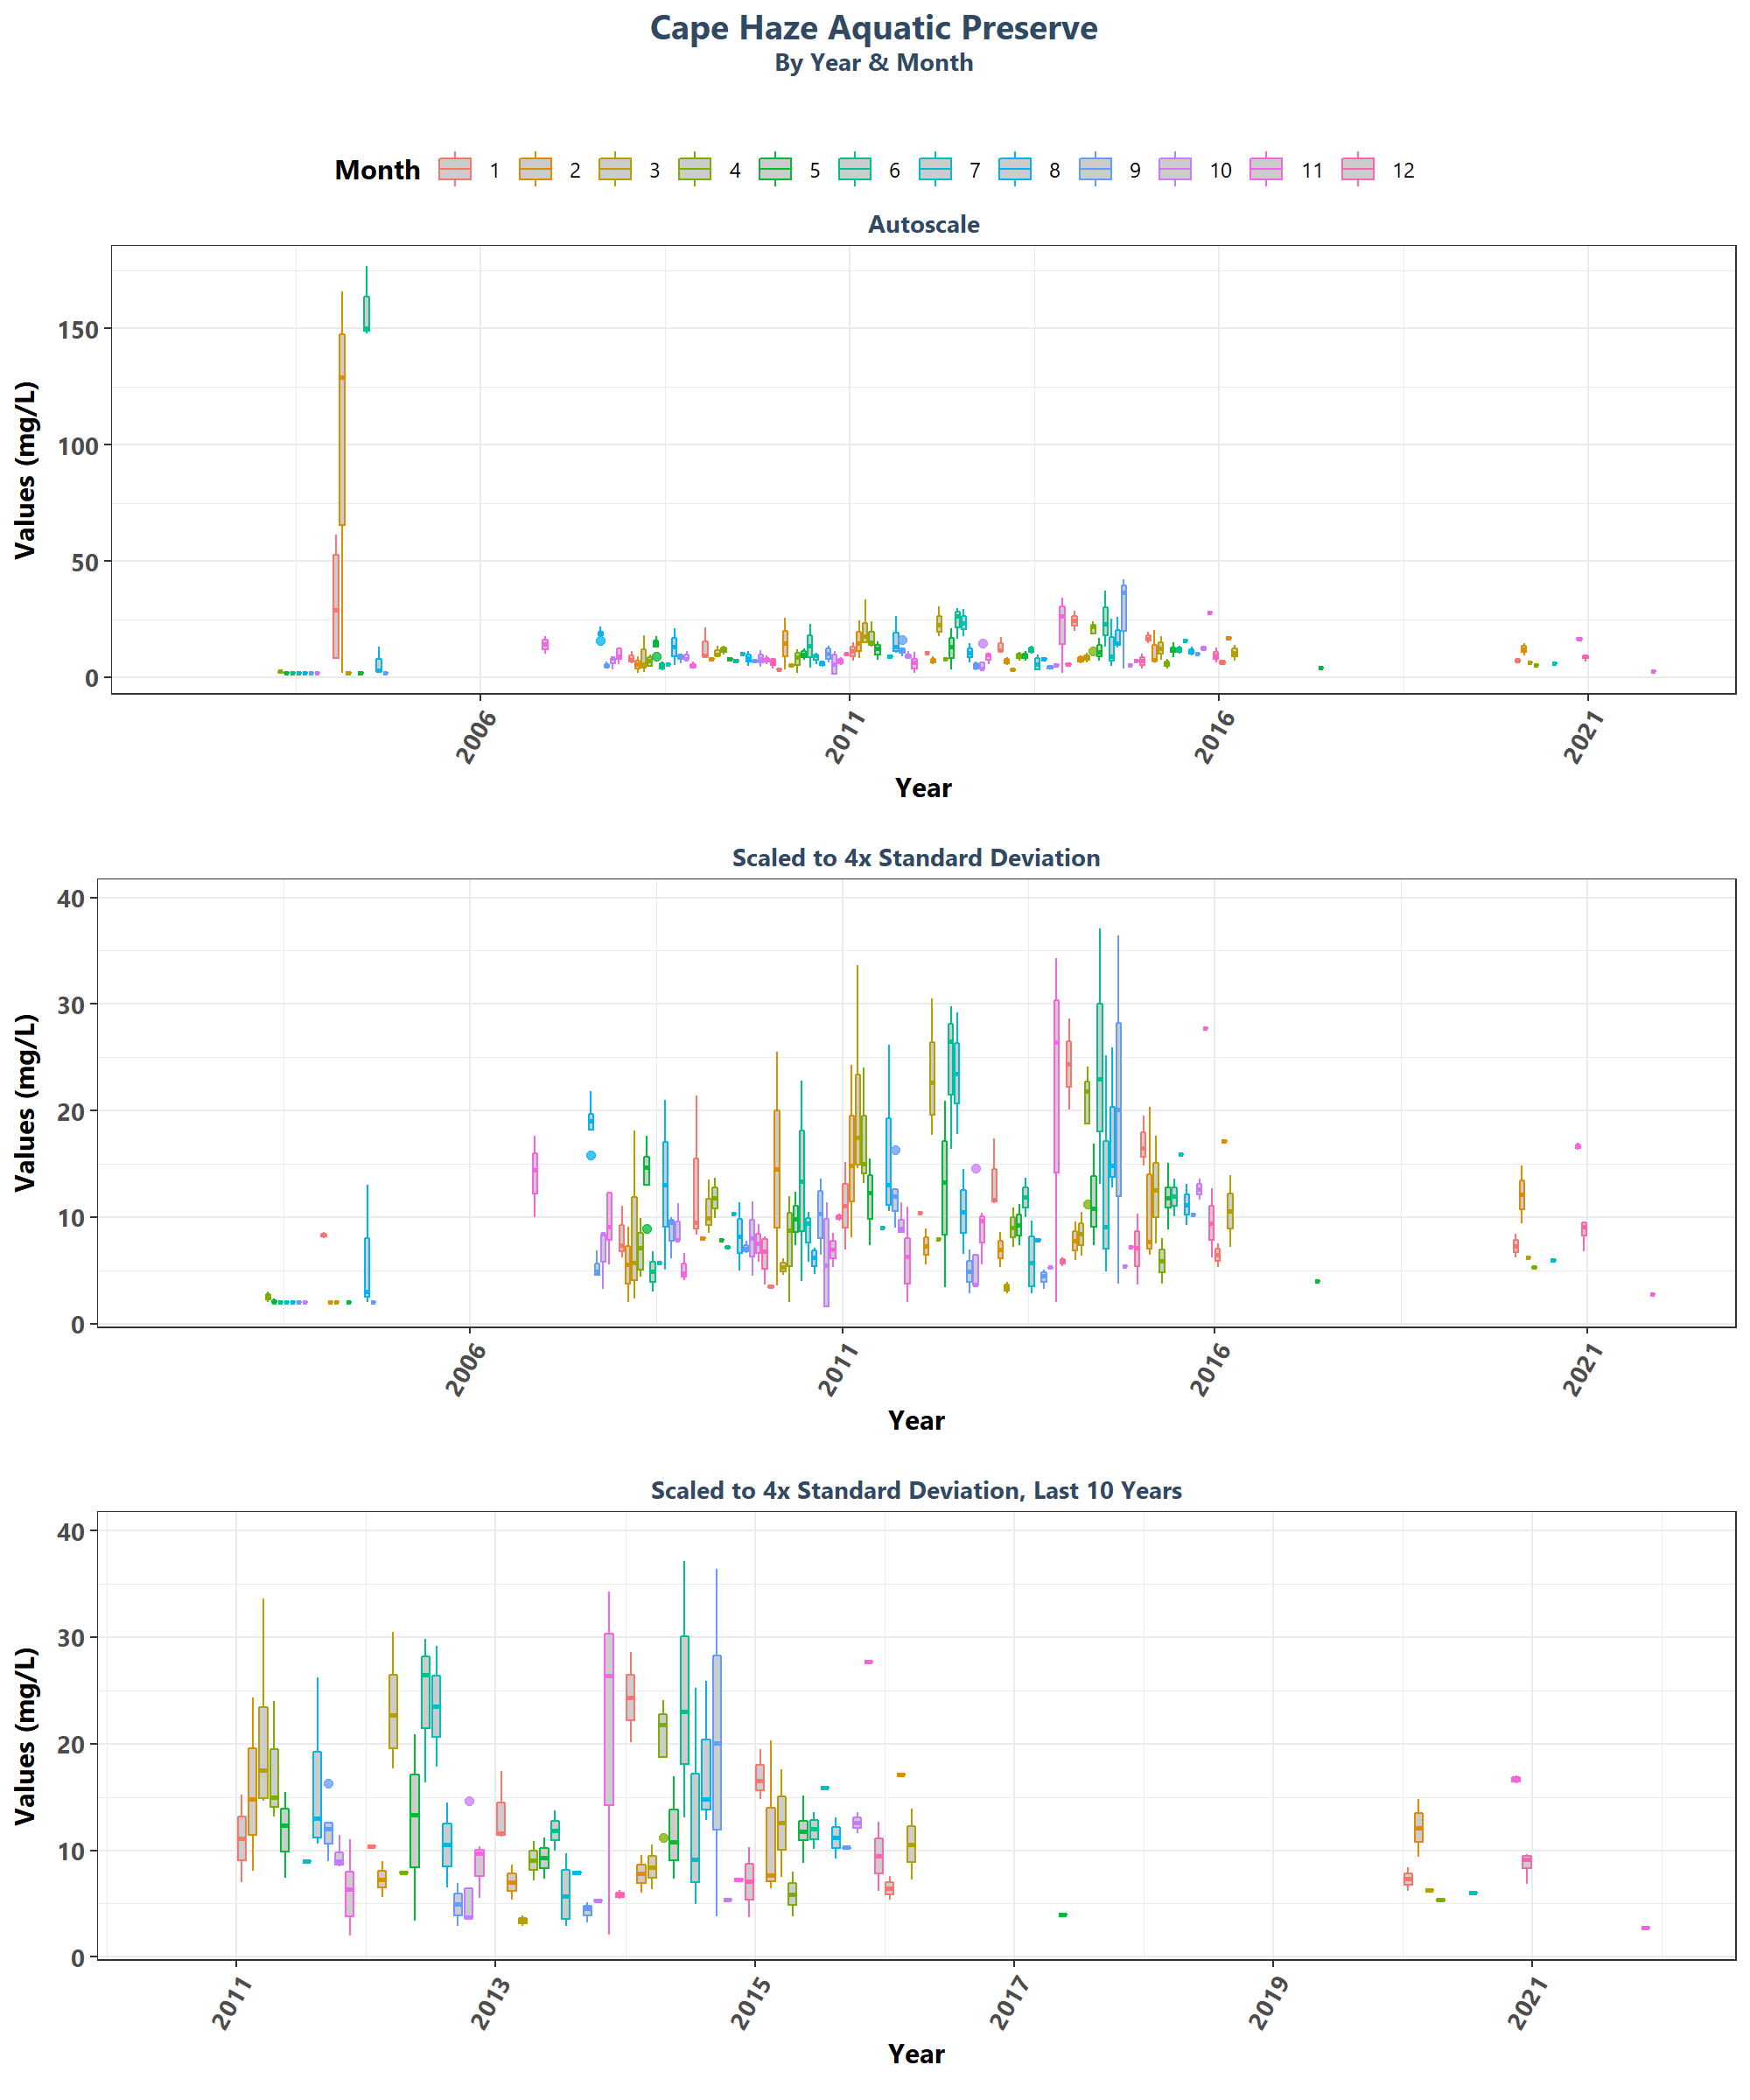 Cape Haze Aquatic Preserve
By Year & Month
Month 1 2 3 4 5 6 7 8 9 10 11 12
Autoscale
Values (mg/L)
150
100
50
0
2006 2011 2016 2021
Year
Scaled to 4x Standard Deviation
Values (mg/L)
40
30
20
10
0
2006 2011 2016 2021
Year
Scaled to 4x Standard Deviation, Last 10 Years
Values (mg/L)
40
30
20
10
0
2011 2013 2015 2017 2019 2021
Year